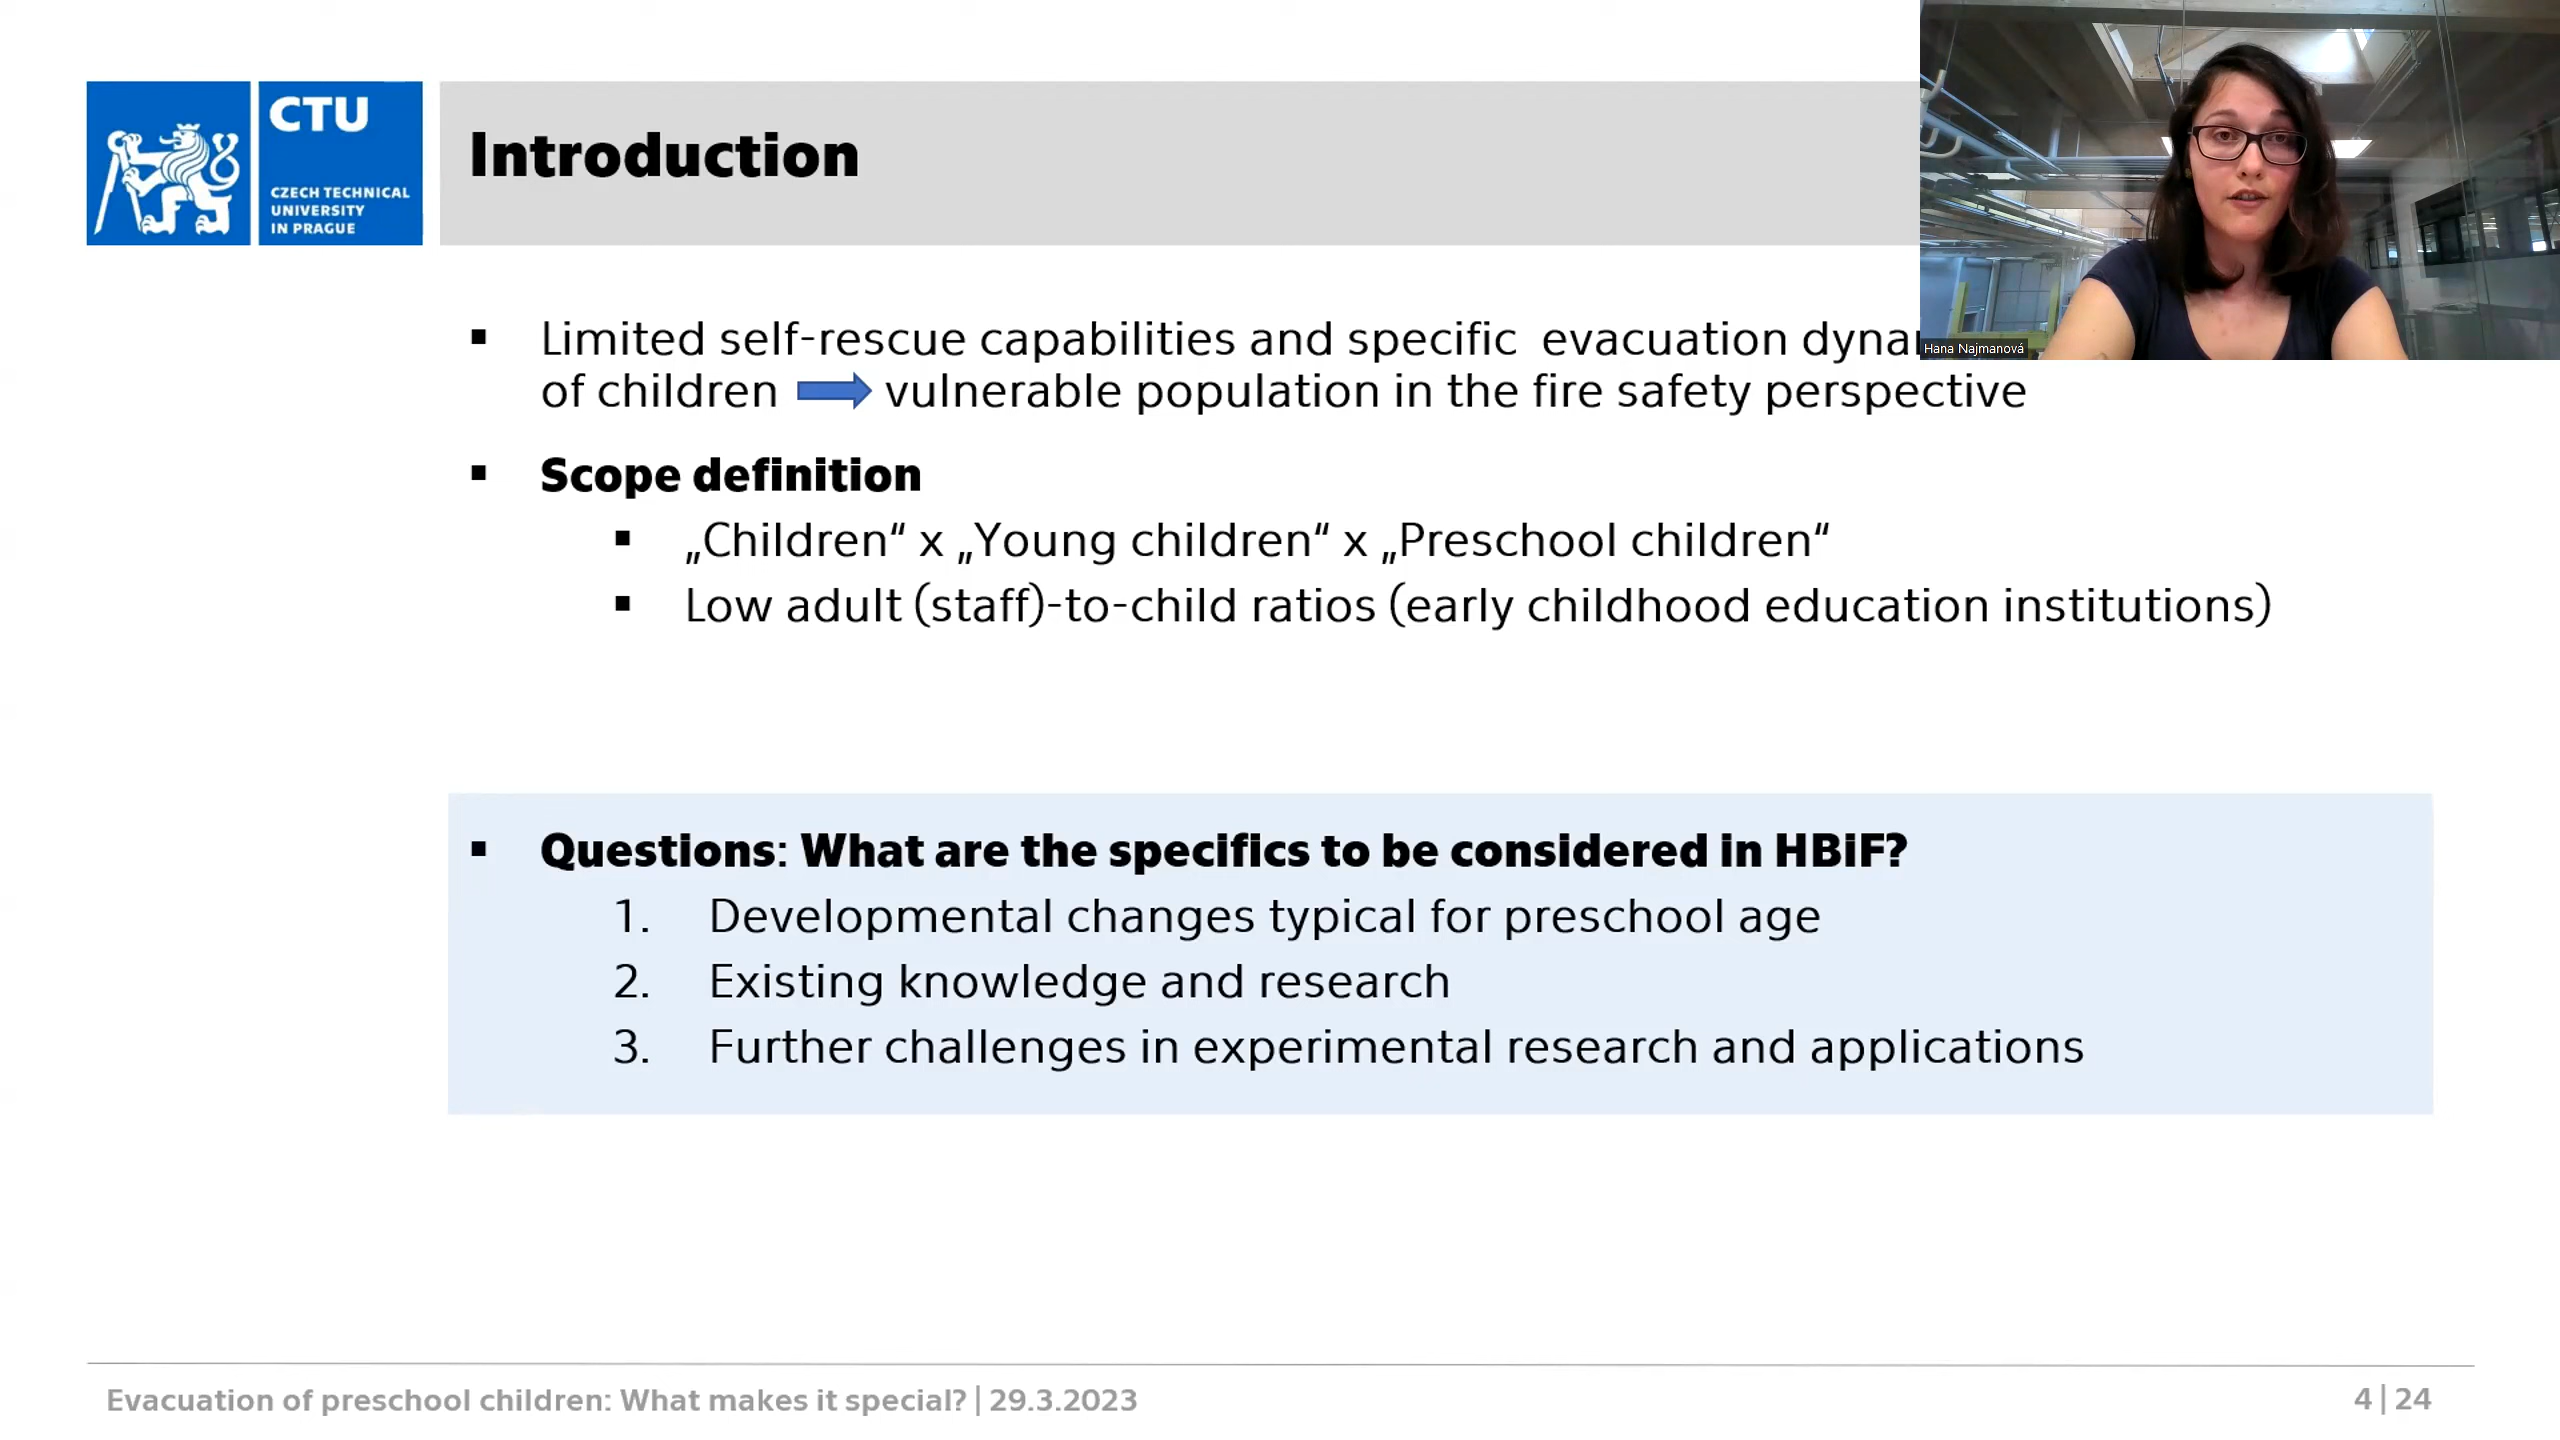 CTU
CZECH TECHNICAL
UNIVERSITY
IN PRAGUE
Introduction
Hana Najmanová
▪ Limited self-rescue capabilities and specific evacuation
of children vulnerable population in the fire safety perspective
▪ Scope definition
▪ „Children“ x „Young children“ x „Preschool children“
▪ Low adult (staff)-to-child ratios (early childhood education institutions)
▪ Questions: What are the specifics to be considered in HBiF?
1. Developmental changes typical for preschool age
2. Existing knowledge and research
3. Further challenges in experimental research and applications
Evacuation of preschool children: What makes it special? | 29.3.2023
4 | 24